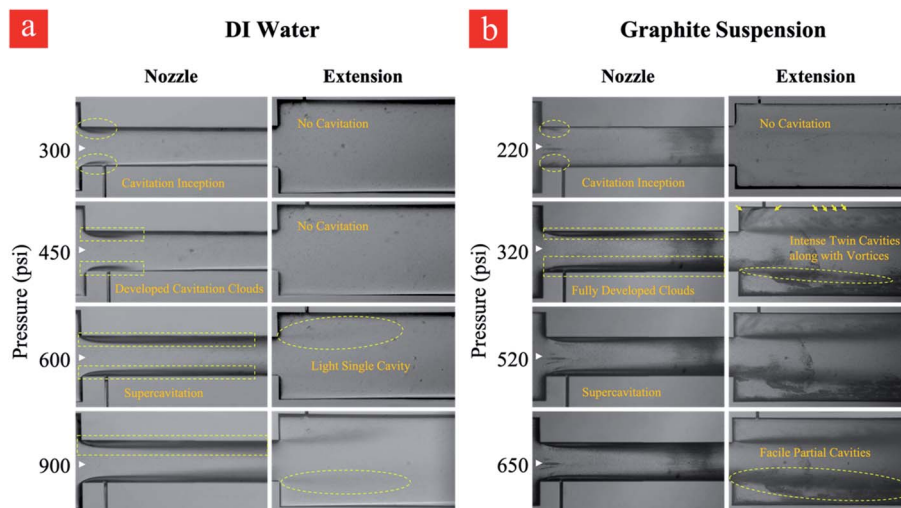 a
DI Water
Nozzle
Extension
Pressure (psi)
300
Cavitation Inception
No Cavitation
450
Developed Cavitation Clouds
No Cavitation
600
Supercavitation
Light Single Cavity
900
b
Graphite Suspension
Nozzle
Extension
Pressure (psi)
220
Cavitation Inception
No Cavitation
320
Fully Developed Clouds
Intense Twin Cavities
along with Vortices
520
Supercavitation
650
Facile Partial Cavities